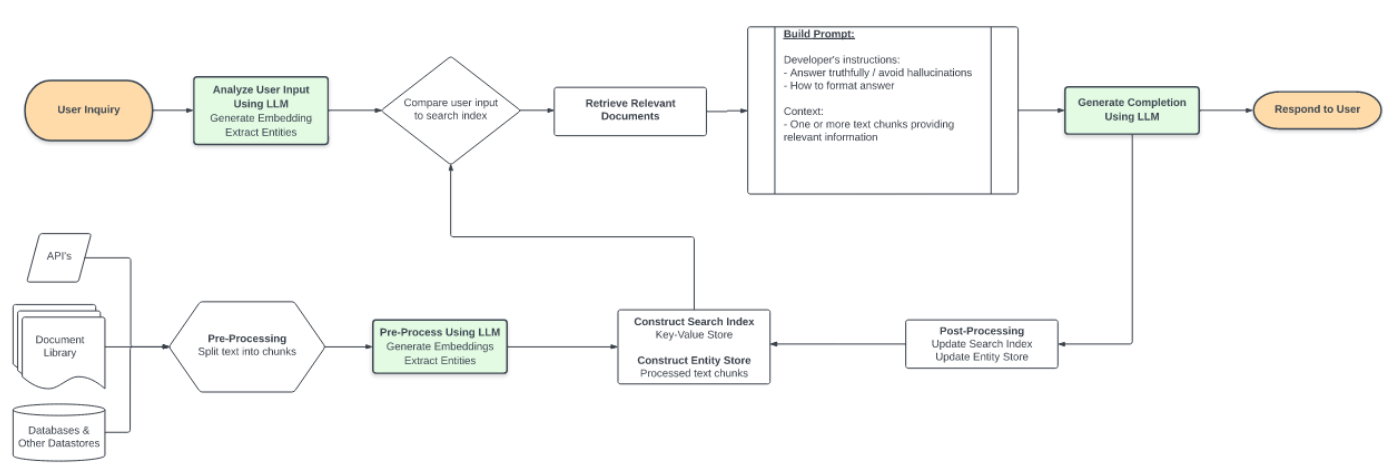 User Inquiry
Analyze User Input
Using LLM
Generate Embedding
Extract Entities
Compare user input
to search index
Retrieve Relevant
Documents
Build Prompt:
Developer's instructions:
- Answer truthfully / avoid hallucinations
- How to format answer
Context:
- One or more text chunks providing
relevant information
Generate Completion
Using LLM
Respond to User
API's
Document
Library
Databases &
Other Datastores
Pre-Processing
Split text into chunks
Pre-Process Using LLM
Generate Embeddings
Extract Entities
Construct Search Index
Key-Value Store
Construct Entity Store
Processed text chunks
Post-Processing
Update Search Index
Update Entity Store